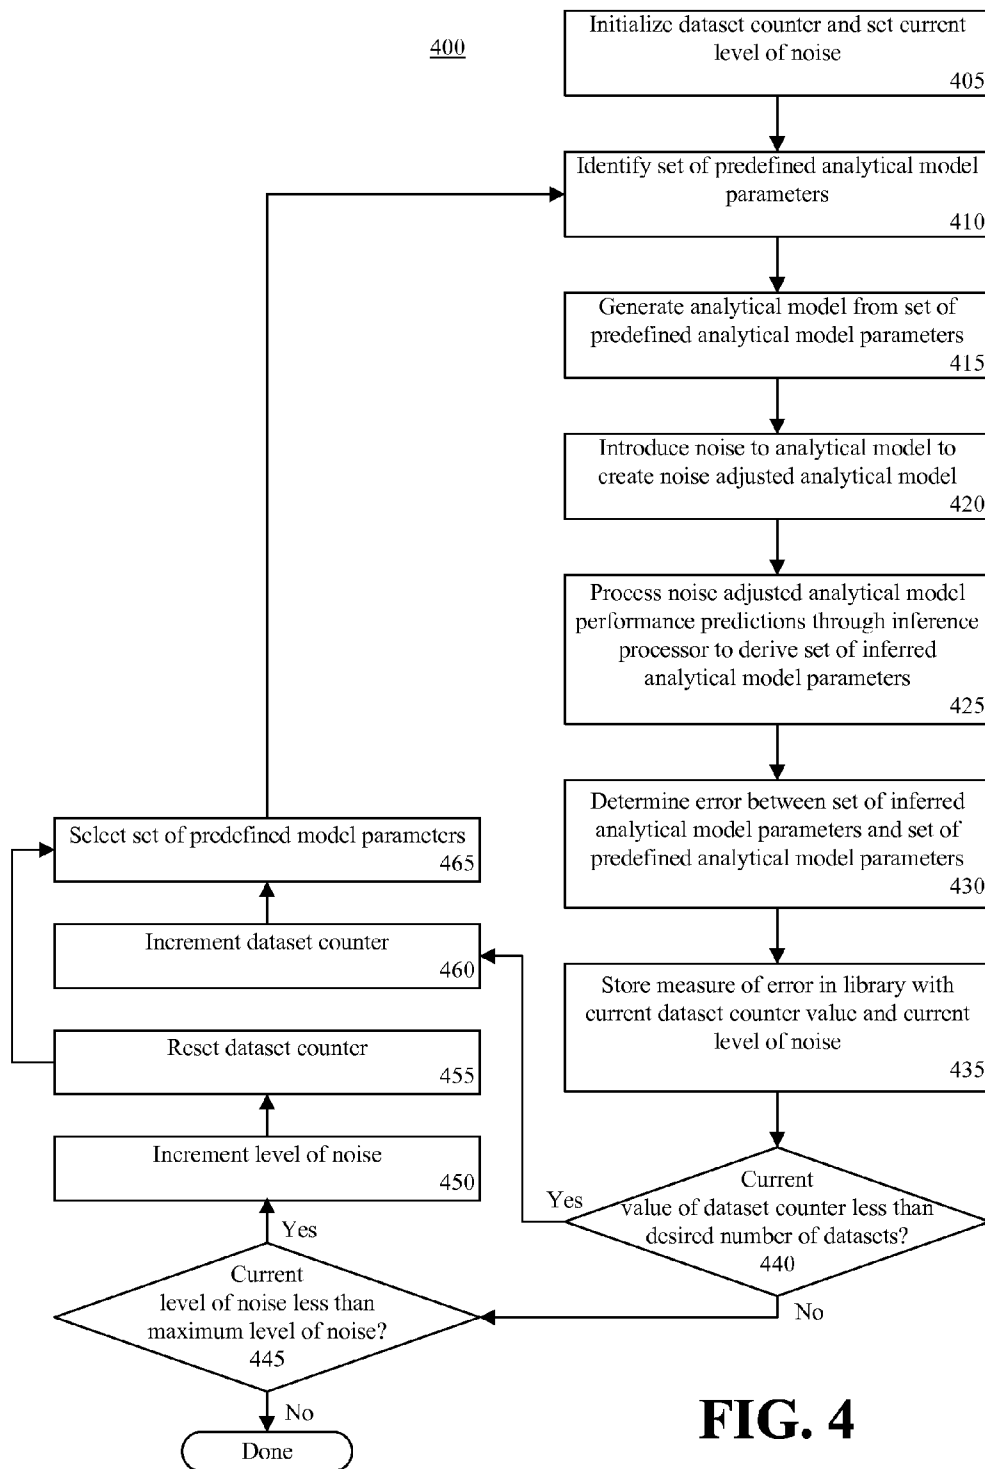 400
Initialize dataset counter and set current
level of noise
405
Identify set of predefined analytical model
parameters
410
Generate analytical model from set of
predefined analytical model parameters
415
Introduce noise to analytical model to
create noise adjusted analytical model
420
Process noise adjusted analytical model
performance predictions through inference
processor to derive set of inferred
analytical model parameters
425
Determine error between set of inferred
analytical model parameters and set of
predefined analytical model parameters
430
Store measure of error in library with
current dataset counter value and current
level of noise
435
Current
value of dataset counter less than
desired number of datasets?
440
Yes
No
Select set of predefined model parameters
465
Increment dataset counter
460
Reset dataset counter
455
Increment level of noise
450
Yes
Current
level of noise less than
maximum level of noise?
445
No
Done
FIG. 4